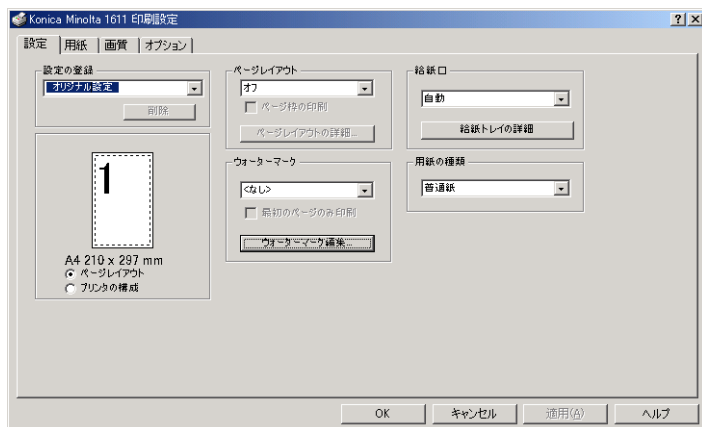 Konica Minolta 1611 印刷設定
設定 用紙 画質 オプション
設定の登録
オリジナル設定
削除
1
A4 210 x 297 mm
ページレイアウト
プリンタの構成
ページレイアウト
オフ
ページ枠の印刷
ページレイアウトの詳細...
ウォーターマーク
<なし>
最初のページのみ印刷
ウォーターマーク編集...
給紙口
自動
給紙トレイの詳細
用紙の種類
普通紙
OK キャンセル 適用(A) ヘルプ